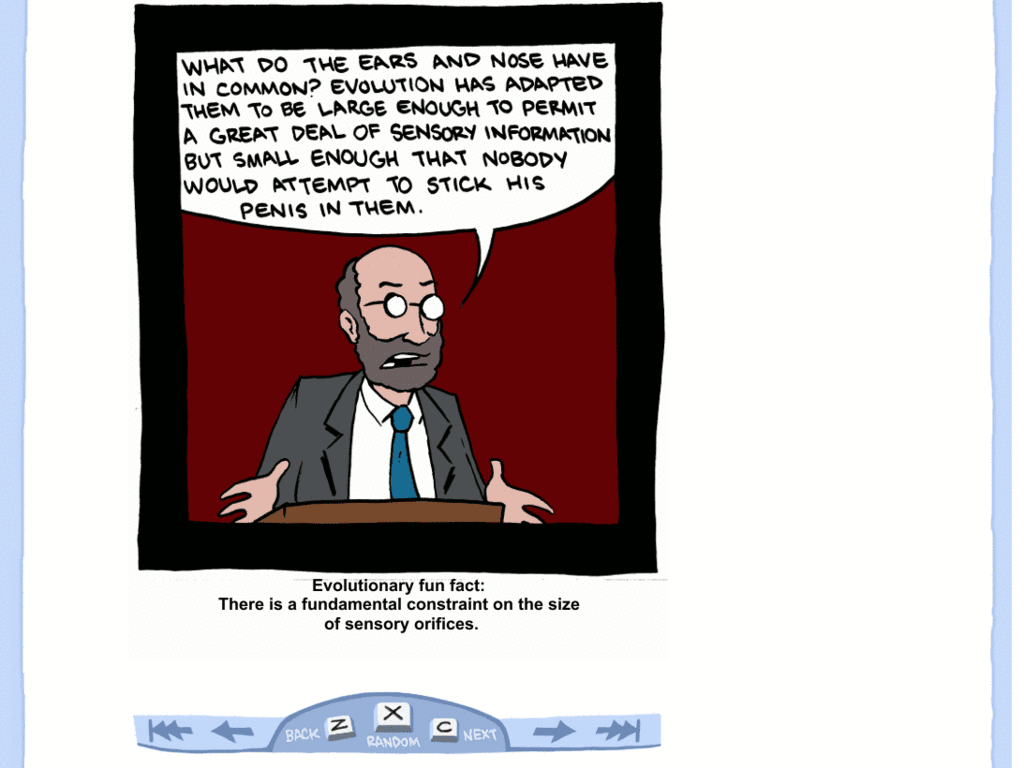 WHAT DO THE EARS AND NOSE HAVE
IN COMMON? EVOLUTION HAS ADAPTED
THEM TO BE LARGE ENOUGH TO PERMIT
A GREAT DEAL OF SENSORY INFORMATION
BUT SMALL ENOUGH THAT NOBODY
WOULD ATTEMPT TO STICK HIS
PENIS IN THEM.
Evolutionary fun fact:
There is a fundamental constraint on the size
of sensory orifices.
BACK Z X C NEXT
RANDOM